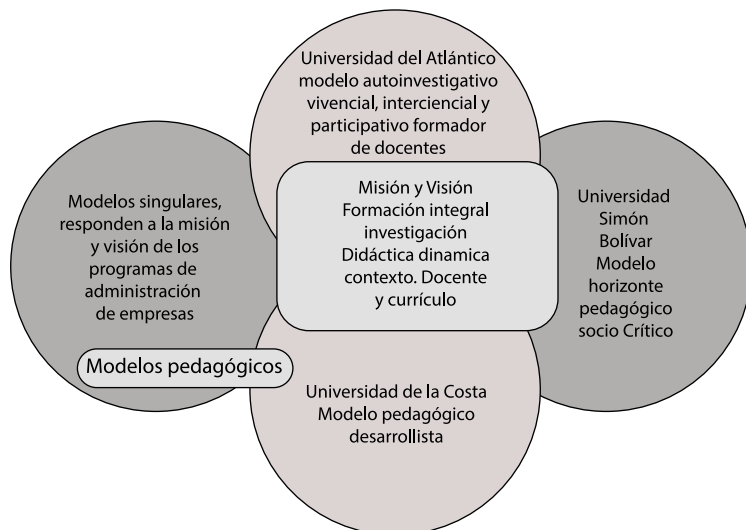 Universidad del Atlántico
modelo autoinvestigativo
vivencial, interciencial y
participativo formador
de docentes
Modelos singulares,
responden a la misión
y visión de los
programas de
administración
de empresas
Misión y Visión
Formación integral
investigación
Didáctica dinamica
contexto. Docente
y currículo
Universidad
Simón
Bolívar
Modelo
horizonte
pedagógico
socio Crítico
Modelos pedagógicos
Universidad de la Costa
Modelo pedagógico
desarrollista